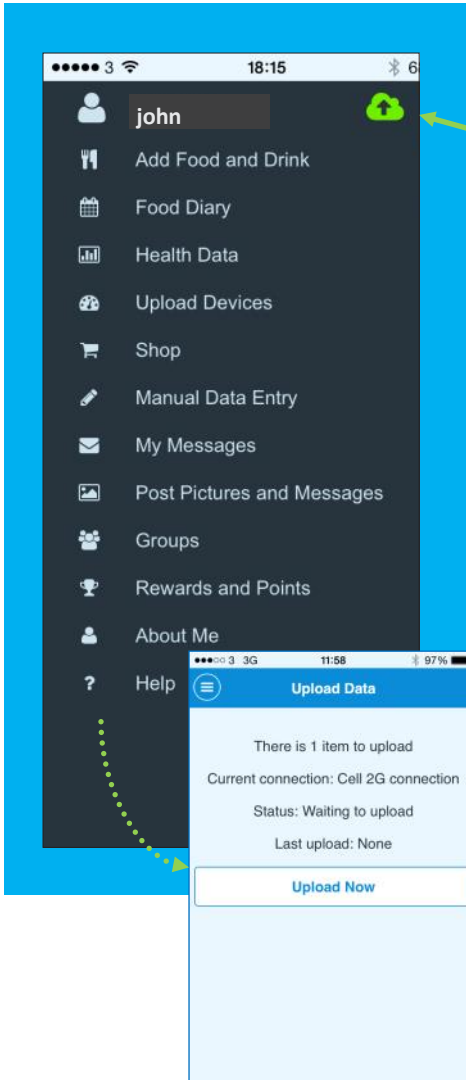 3 18:15 6
john
Add Food and Drink
Food Diary
Health Data
Upload Devices
Shop
Manual Data Entry
My Messages
Post Pictures and Messages
Groups
Rewards and Points
About Me
? Help
3 3G 11:58 97%
Upload Data
There is 1 item to upload
Current connection: Cell 2G connection
Status: Waiting to upload
Last upload: None
Upload Now